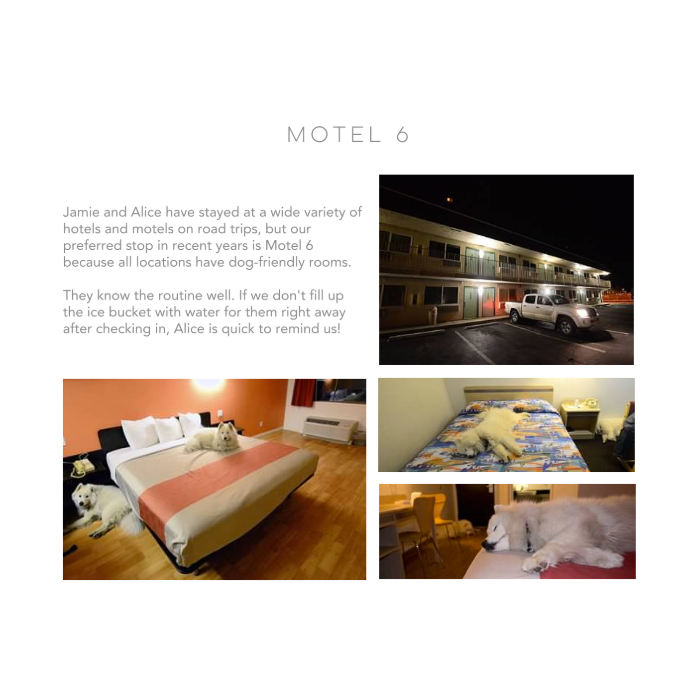 MOTEL 6
Jamie and Alice have stayed at a wide variety of
hotels and motels on road trips, but our
preferred stop in recent years is Motel 6
because all locations have dog-friendly rooms.
They know the routine well. If we don't fill up
the ice bucket with water for them right away
after checking in, Alice is quick to remind us!